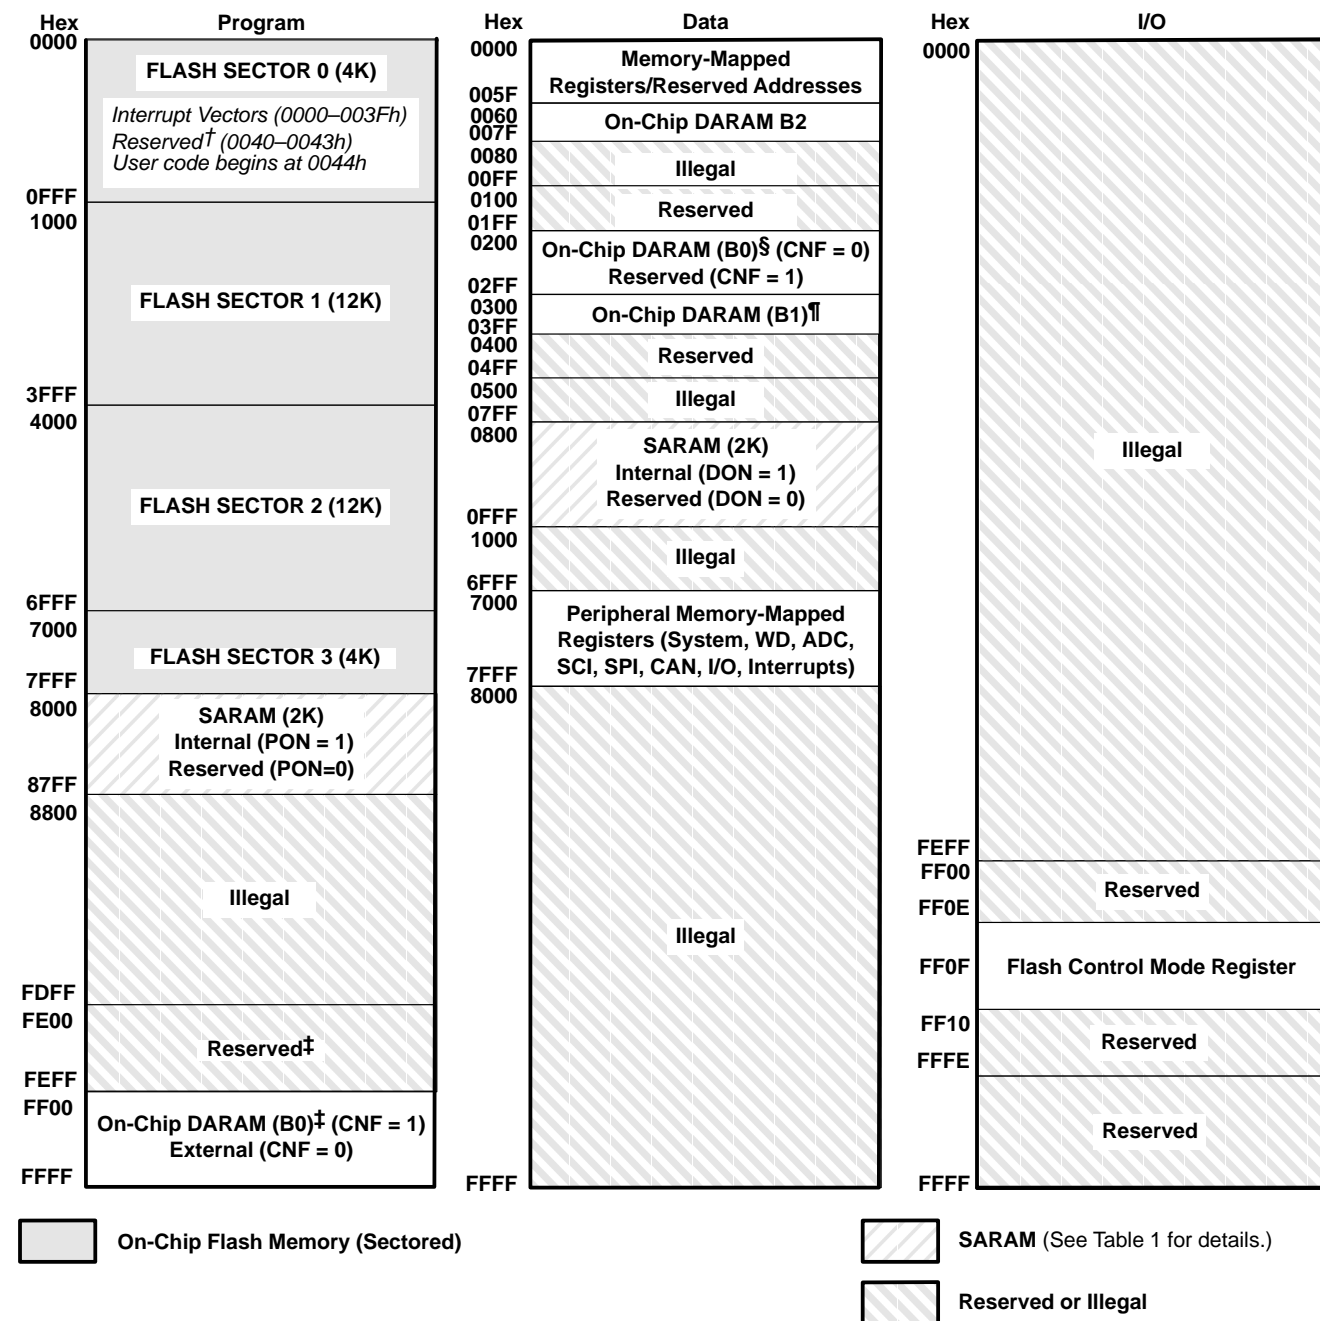 Hex Program
0000
FLASH SECTOR 0 (4K)
Interrupt Vectors (0000–003Fh)
Reserved† (0040–0043h)
User code begins at 0044h
0FFF
1000
FLASH SECTOR 1 (12K)
3FFF
4000
FLASH SECTOR 2 (12K)
6FFF
7000
FLASH SECTOR 3 (4K)
7FFF
8000
SARAM (2K)
Internal (PON = 1)
Reserved (PON=0)
87FF
8800
Illegal
FDFF
FE00
Reserved‡
FEFF
FF00
On-Chip DARAM (B0)‡ (CNF = 1)
External (CNF = 0)
FFFF
Hex Data
0000
Memory-Mapped
Registers/Reserved Addresses
005F
0060
On-Chip DARAM B2
007F
0080
Illegal
00FF
0100
Reserved
01FF
0200
On-Chip DARAM (B0)§ (CNF = 0)
Reserved (CNF = 1)
02FF
0300
On-Chip DARAM (B1)¶
03FF
0400
Reserved
04FF
0500
Illegal
07FF
0800
SARAM (2K)
Internal (DON = 1)
Reserved (DON = 0)
0FFF
1000
Illegal
6FFF
7000
Peripheral Memory-Mapped
Registers (System, WD, ADC,
SCI, SPI, CAN, I/O, Interrupts)
7FFF
8000
Illegal
FFFF
Hex I/O
0000
Illegal
FEFF
FF00
Reserved
FF0E
FF0F Flash Control Mode Register
FF10
Reserved
FFFE
Reserved
FFFF
On-Chip Flash Memory (Sectored)
SARAM (See Table 1 for details.)
Reserved or Illegal